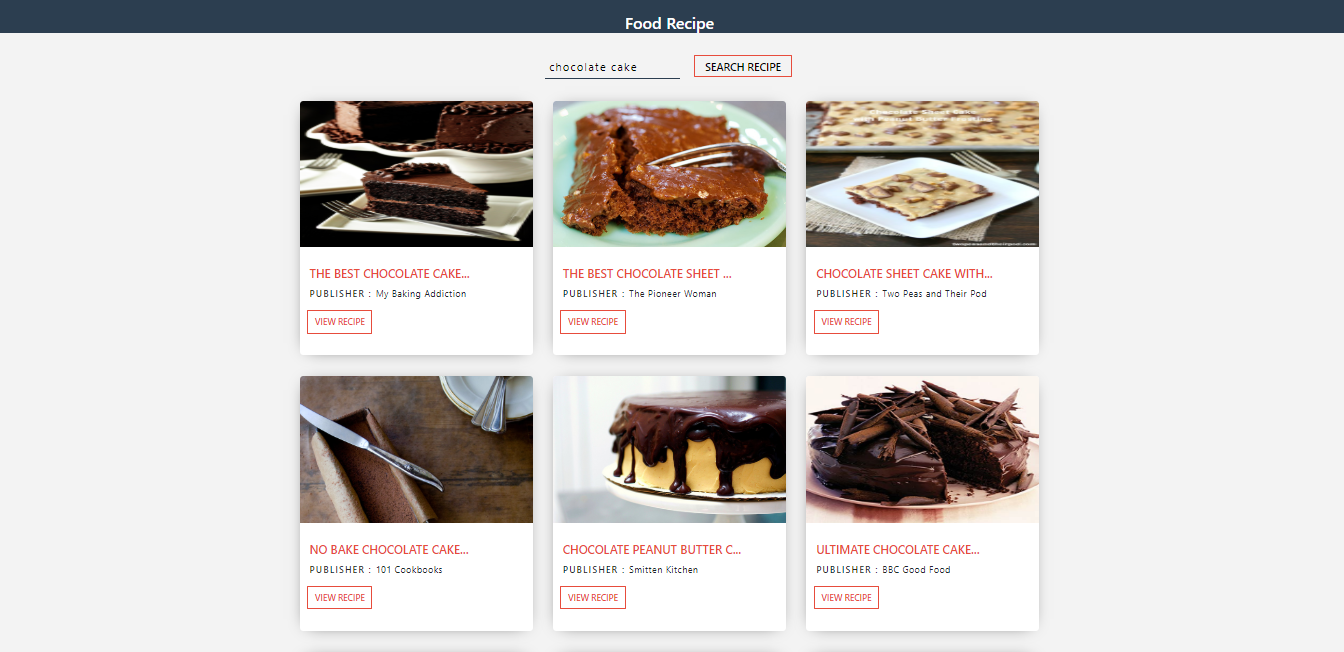 Food Recipe
chocolate cake
SEARCH RECIPE
Chocolate Sheet Cake
THE BEST CHOCOLATE CAKE...
PUBLISHER : My Baking Addiction
VIEW RECIPE
THE BEST CHOCOLATE SHEET ...
PUBLISHER : The Pioneer Woman
VIEW RECIPE
CHOCOLATE SHEET CAKE WITH...
PUBLISHER : Two Peas and Their Pod
VIEW RECIPE
NO BAKE CHOCOLATE CAKE...
PUBLISHER : 101 Cookbooks
VIEW RECIPE
CHOCOLATE PEANUT BUTTER C...
PUBLISHER : Smitten Kitchen
VIEW RECIPE
ULTIMATE CHOCOLATE CAKE...
PUBLISHER : BBC Good Food
VIEW RECIPE